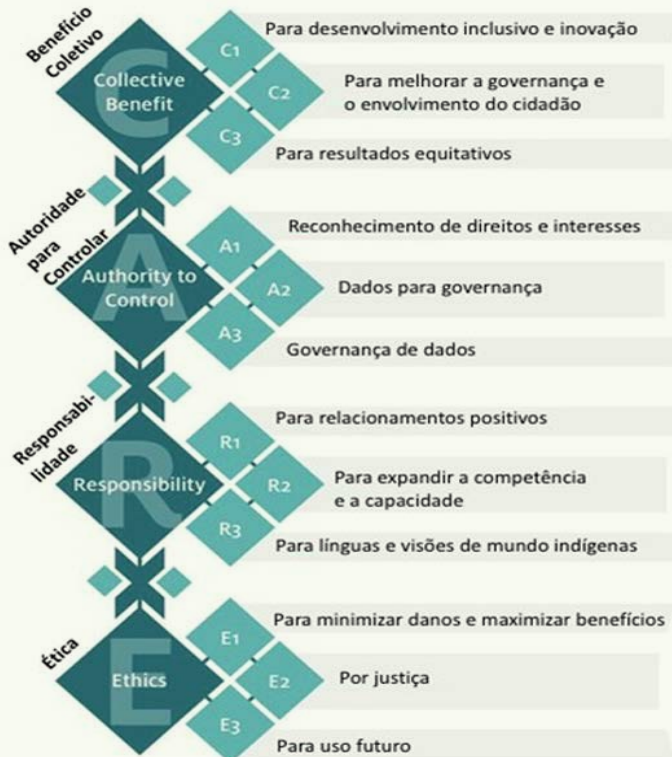 Benefício
Coletivo
C
Collective
Benefit
C1
Para desenvolvimento inclusivo e inovação
C2
Para melhorar a governança e
o envolvimento do cidadão
C3
Para resultados equitativos
Autoridade
para
Controlar
A
Authority to
Control
A1
Reconhecimento de direitos e interesses
A2
Dados para governança
A3
Governança de dados
Responsabi-
lidade
R
Responsibility
R1
Para relacionamentos positivos
R2
Para expandir a competência
e a capacidade
R3
Para línguas e visões de mundo indígenas
Ética
E
Ethics
E1
Para minimizar danos e maximizar benefícios
E2
Por justiça
E3
Para uso futuro